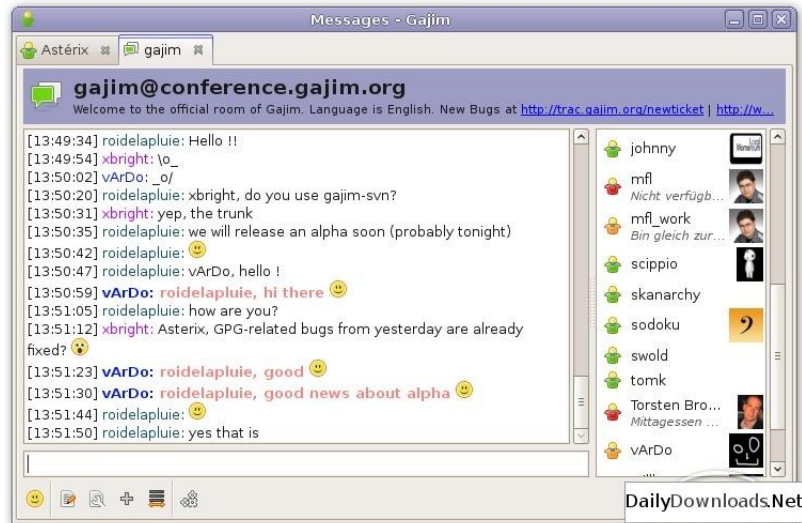 Messages - Gajim
Astérix
gajim
gajim@conference.gajim.org
Welcome to the official room of Gajim. Language is English. New Bugs at http://trac.gajim.org/newticket | http://w...
[13:49:34] roidelapluie: Hello !!
[13:49:54] xbright: \o_
[13:50:02] vArDo: _o/
[13:50:20] roidelapluie: xbright, do you use gajim-svn?
[13:50:31] xbright: yep, the trunk
[13:50:35] roidelapluie: we will release an alpha soon (probably tonight)
[13:50:42] roidelapluie:
[13:50:47] roidelapluie: vArDo, hello !
[13:50:59] vArDo: roidelapluie, hi there
[13:51:05] roidelapluie: how are you?
[13:51:12] xbright: Asterix, GPG-related bugs from yesterday are already
fixed?
[13:51:23] vArDo: roidelapluie, good
[13:51:30] vArDo: roidelapluie, good news about alpha
[13:51:44] roidelapluie:
[13:51:50] roidelapluie: yes that is
johnny
mfl
Nicht verfügb...
mfl_work
Bin gleich zur...
scippio
skanarchy
sodoku
swold
tomk
Torsten Bro...
Mittagessen ...
vArDo
DailyDownloads.Net